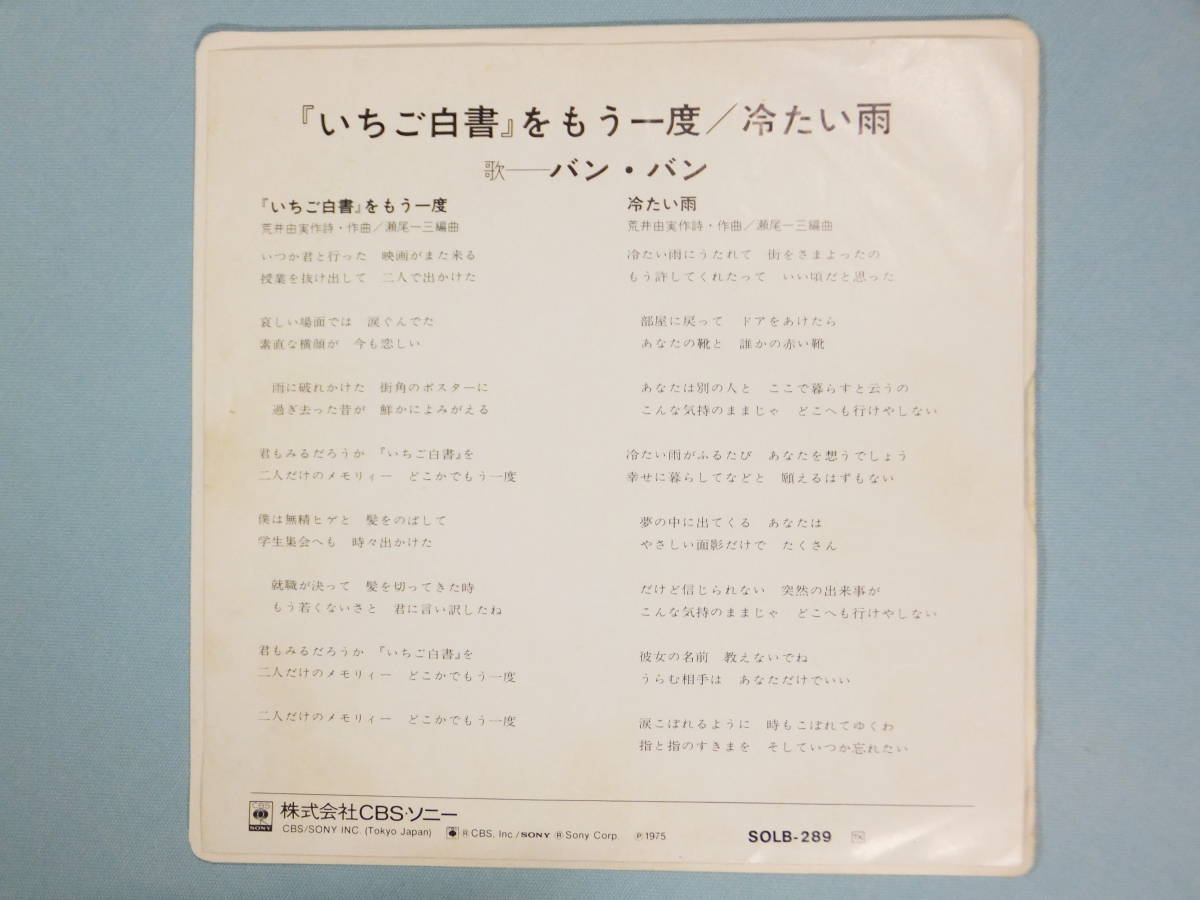 『いちご白書』をもう一度／冷たい雨
歌──バン・バン
『いちご白書』をもう一度
荒井由実作詩・作曲／瀬尾一三編曲
いつか君と行った　映画がまた来る
授業を抜け出して　二人で出かけた
哀しい場面では　涙ぐんでた
素直な横顔が　今も恋しい
雨に破れかけた　街角のポスターに
過ぎ去った昔が　鮮かによみがえる
君もみるだろうか　『いちご白書』を
二人だけのメモリィー　どこかでもう一度
僕は無精ヒゲと　髪をのばして
学生集会へも　時々出かけた
就職が決って　髪を切ってきた時
もう若くないさと　君に言い訳したね
君もみるだろうか　『いちご白書』を
二人だけのメモリィー　どこかでもう一度
二人だけのメモリィー　どこかでもう一度
冷たい雨
荒井由実作詩・作曲／瀬尾一三編曲
冷たい雨にうたれて　街をさまよったの
もう許してくれたって　いい頃だと思った
部屋に戻って　ドアをあけたら
あなたの靴と　誰かの赤い靴
あなたは別の人と　ここで暮らすと云うの
こんな気持のままじゃ　どこへも行けやしない
冷たい雨がふるたび　あなたを想うでしょう
幸せに暮らしてなどと　願えるはずもない
夢の中に出てくる　あなたは
やさしい面影だけで　たくさん
だけど信じられない　突然の出来事が
こんな気持のままじゃ　どこへも行けやしない
彼女の名前　教えないでね
うらむ相手は　あなただけでいい
涙こぼれるように　時もこぼれてゆくわ
指と指のすきまを　そしていつか忘れたい
CBS
SONY
株式会社CBS・ソニー
CBS/SONY INC. (Tokyo Japan)　®CBS, Inc./SONY ®Sony Corp.　℗1975
SOLB-289